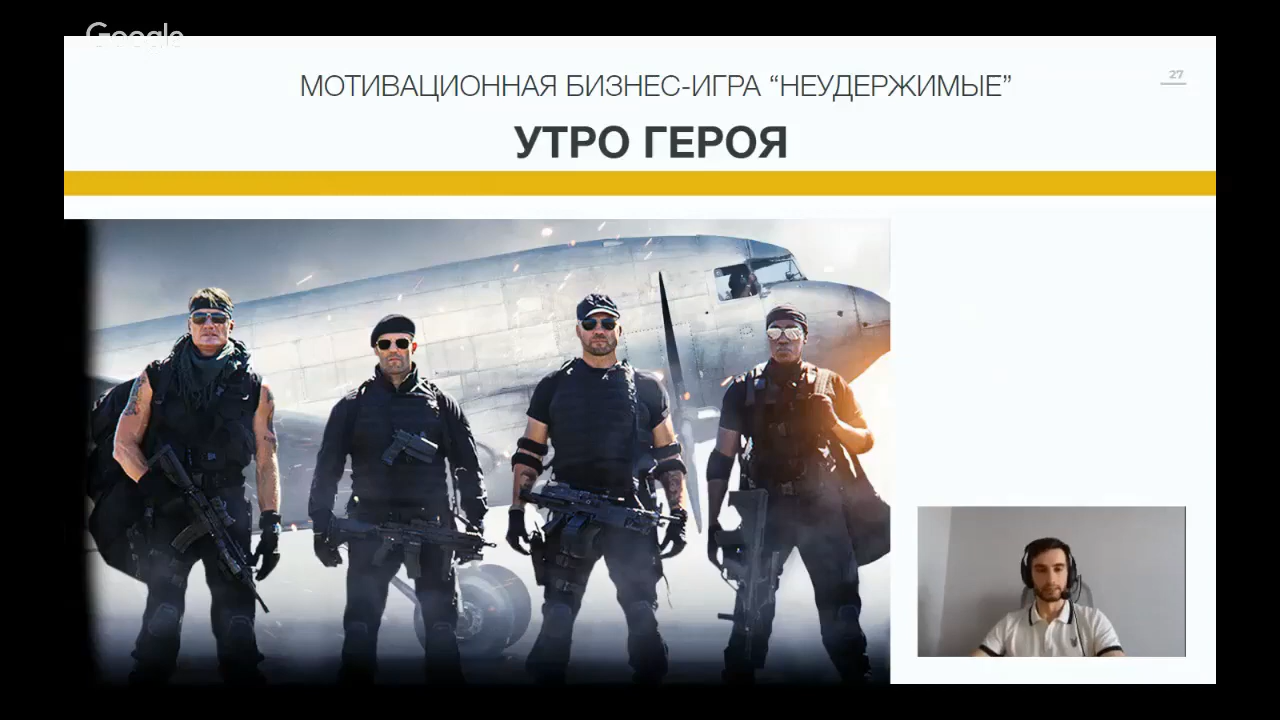 Google
27
МОТИВАЦИОННАЯ БИЗНЕС-ИГРА “НЕУДЕРЖИМЫЕ”
УТРО ГЕРОЯ